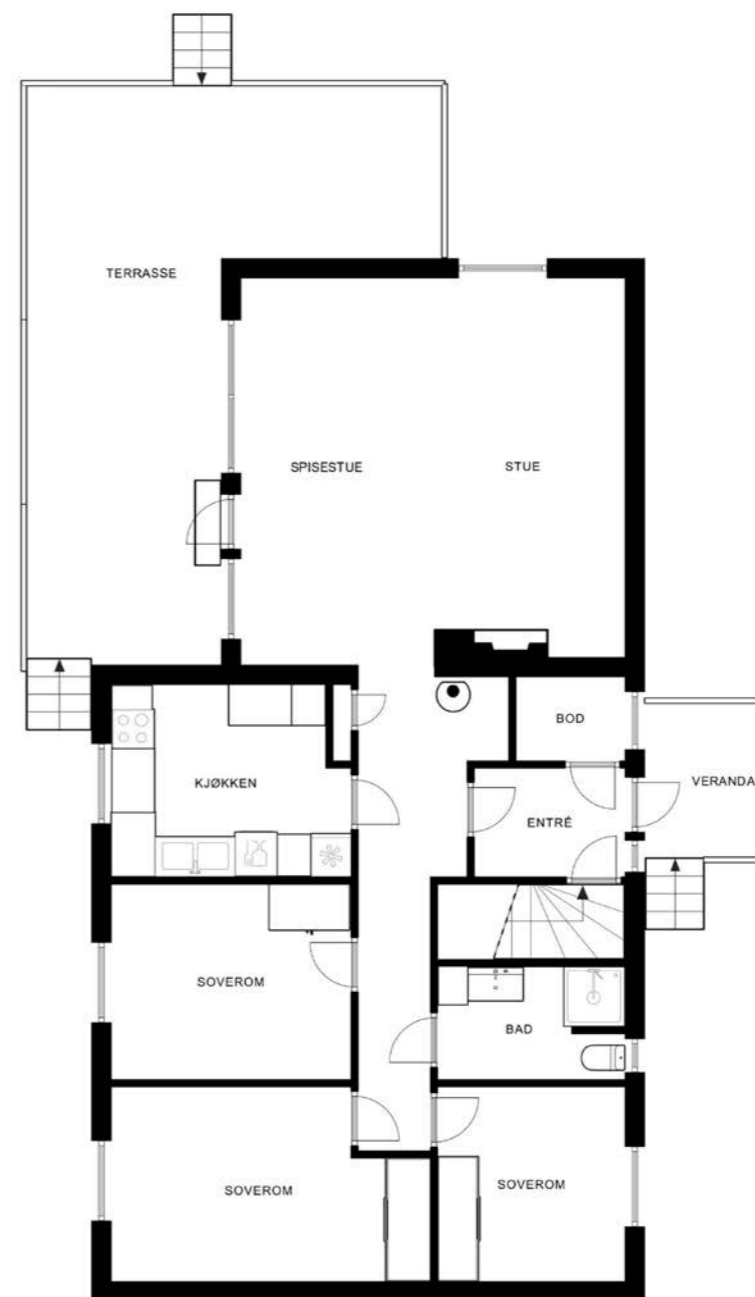 TERRASSE
SPISESTUE
STUE
BOD
KJØKKEN
VERANDA
ENTRÉ
SOVEROM
BAD
SOVEROM
SOVEROM